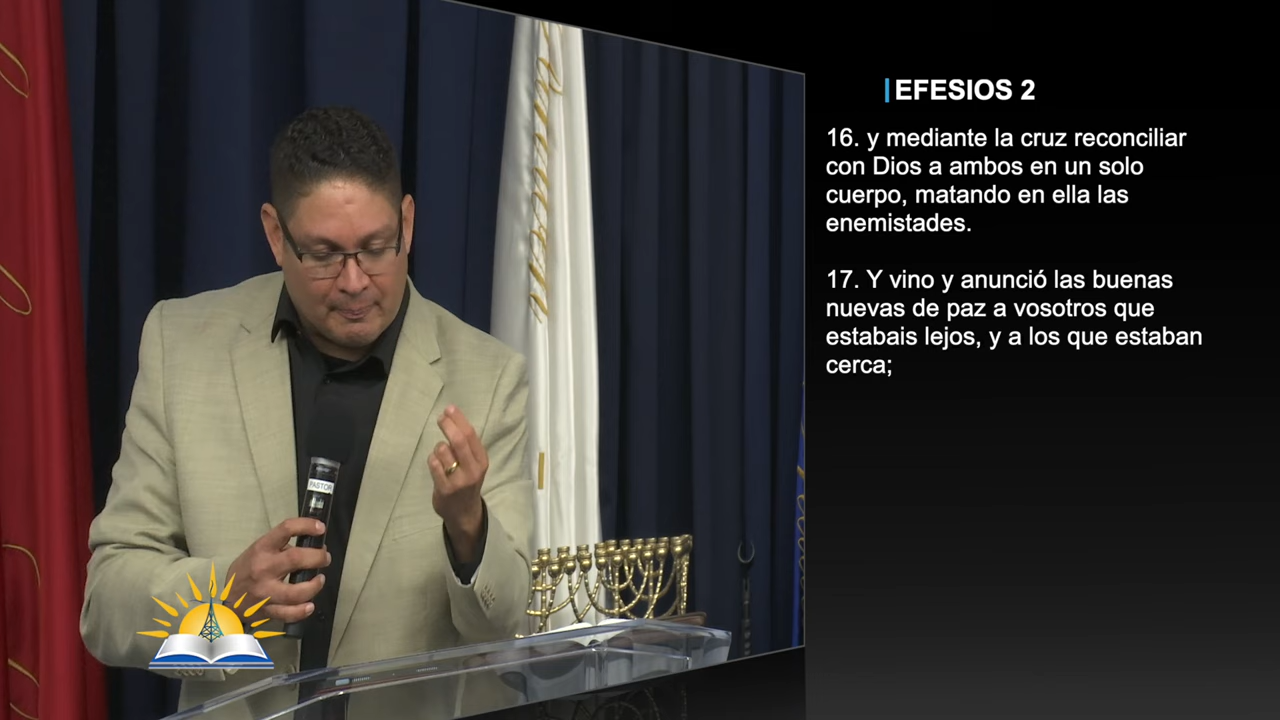 EFESIOS 2
16. y mediante la cruz reconciliar
con Dios a ambos en un solo
cuerpo, matando en ella las
enemistades.
17. Y vino y anunció las buenas
nuevas de paz a vosotros que
estabais lejos, y a los que estaban
cerca;
PASTOR